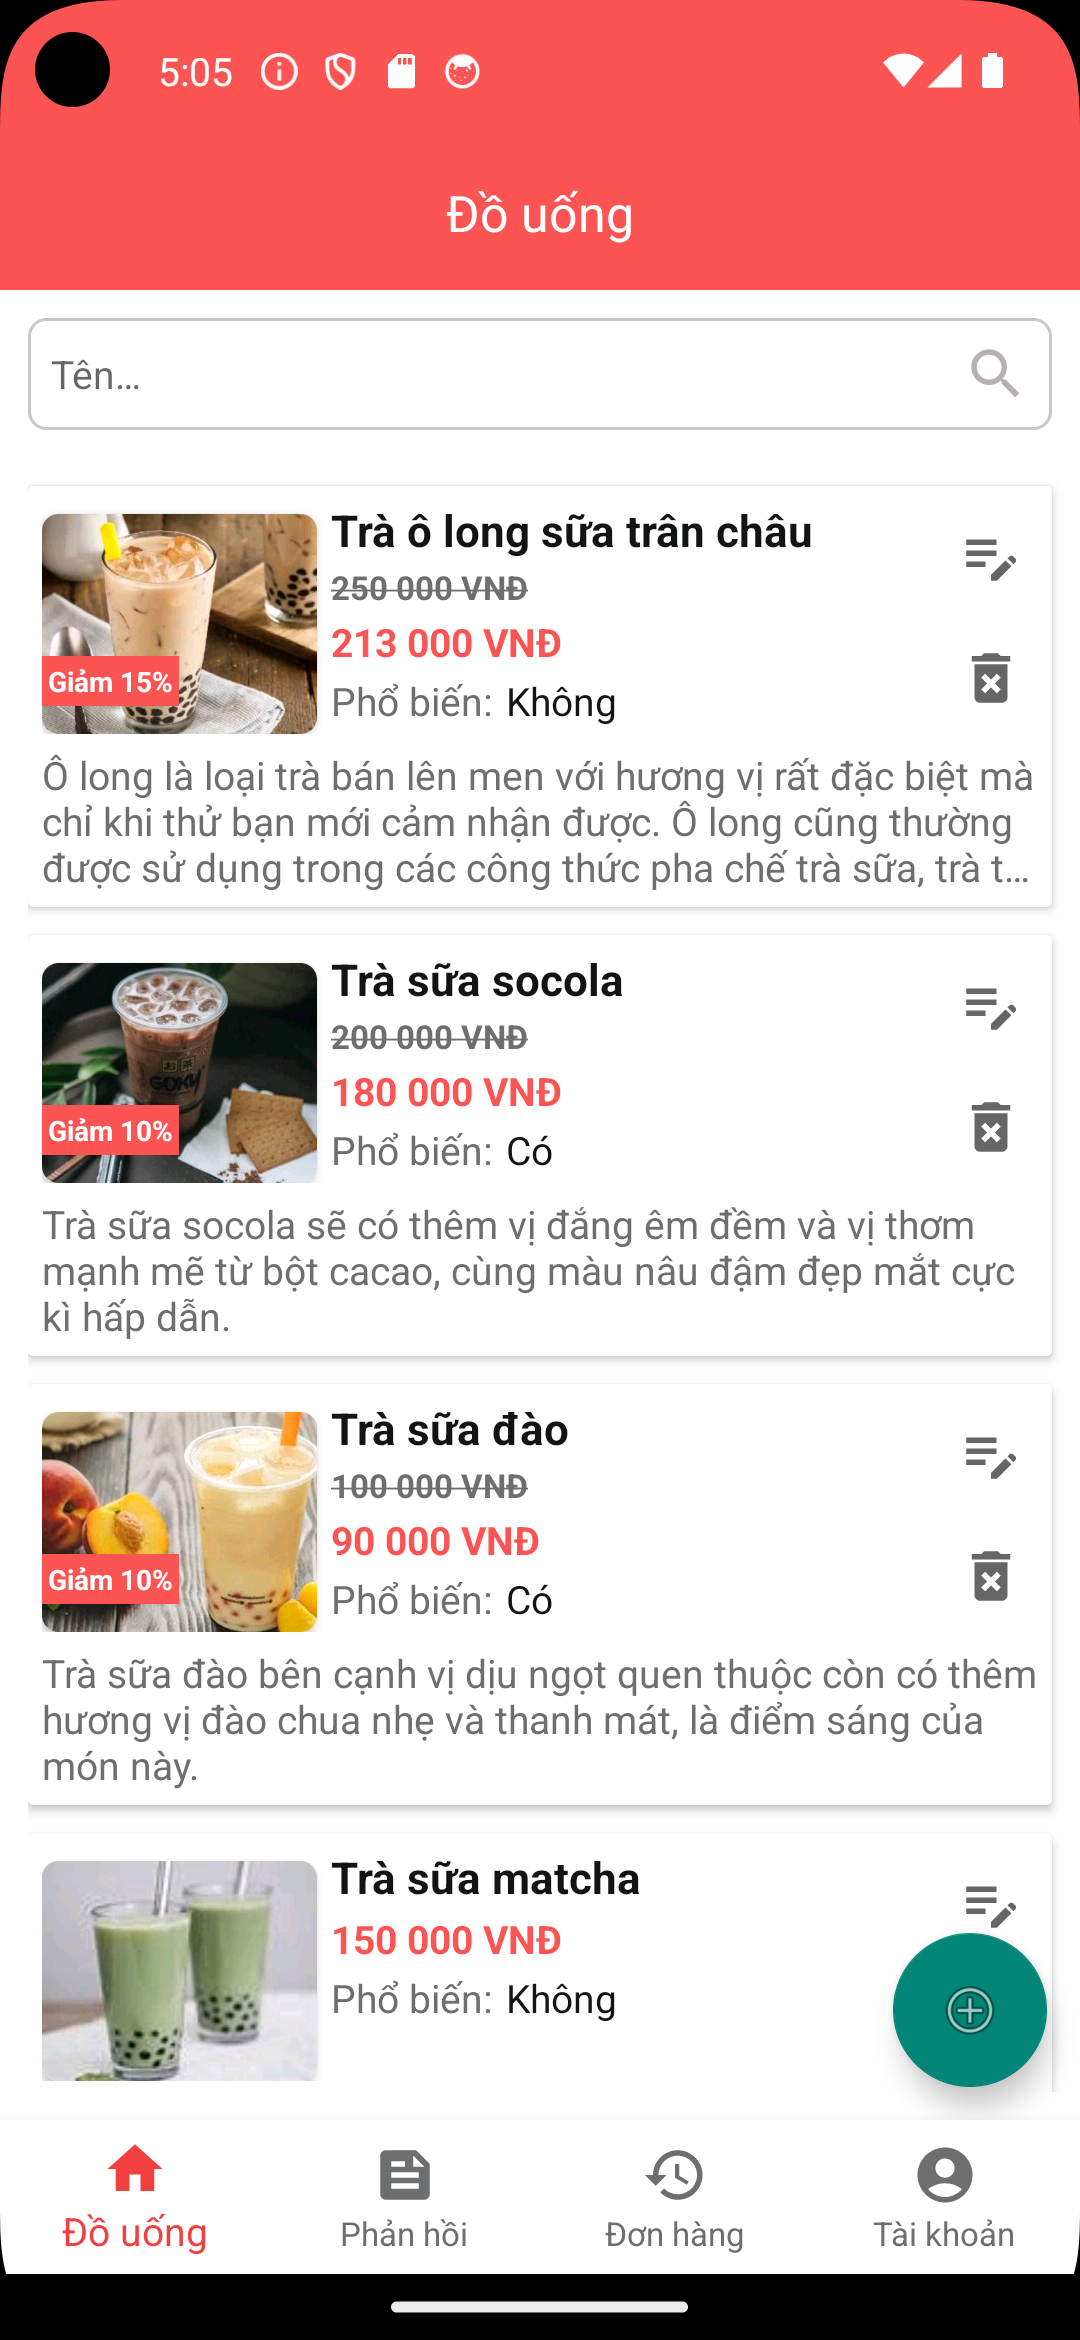 5:05
Đồ uống
Tên...
Trà ô long sữa trân châu
250 000 VNĐ
213 000 VNĐ
Giảm 15%
Phổ biến: Không
Ô long là loại trà bán lên men với hương vị rất đặc biệt mà
chỉ khi thử bạn mới cảm nhận được. Ô long cũng thường
được sử dụng trong các công thức pha chế trà sữa, trà t...
Trà sữa socola
200 000 VNĐ
180 000 VNĐ
GOKU
Giảm 10%
Phổ biến: Có
Trà sữa socola sẽ có thêm vị đắng êm đềm và vị thơm
mạnh mẽ từ bột cacao, cùng màu nâu đậm đẹp mắt cực
kì hấp dẫn.
Trà sữa đào
100 000 VNĐ
90 000 VNĐ
Giảm 10%
Phổ biến: Có
Trà sữa đào bên cạnh vị dịu ngọt quen thuộc còn có thêm
hương vị đào chua nhẹ và thanh mát, là điểm sáng của
món này.
Trà sữa matcha
150 000 VNĐ
Phổ biến: Không
Đồ uống
Phản hồi
Đơn hàng
Tài khoản